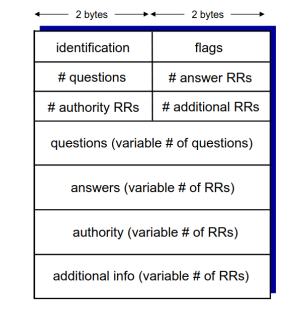 2 bytes 2 bytes
identification flags
# questions # answer RRs
# authority RRs # additional RRs
questions (variable # of questions)
answers (variable # of RRs)
authority (variable # of RRs)
additional info (variable # of RRs)